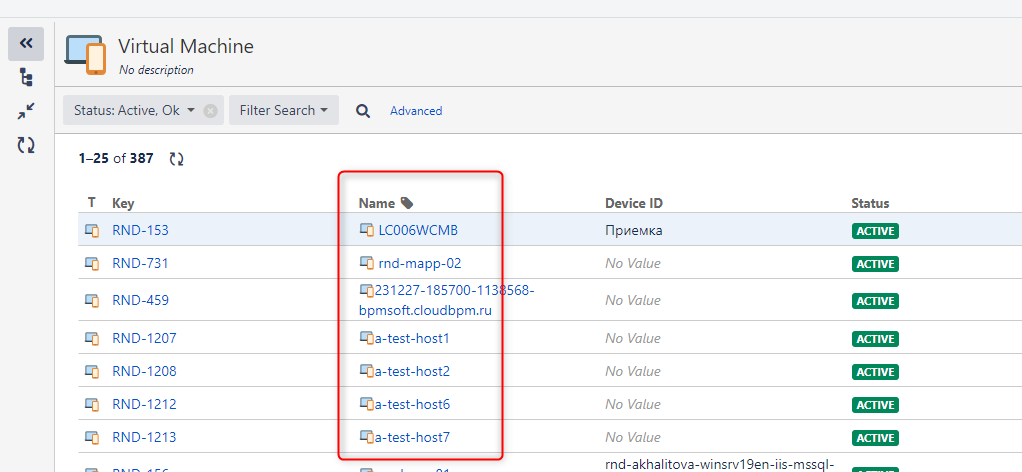 Virtual Machine
No description
Status: Active, Ok
Filter Search
Advanced
1–25 of 387
T Key Name Device ID Status
RND-153 LC006WCMB Приемка ACTIVE
RND-731 rnd-mapp-02 No Value ACTIVE
RND-459 231227-185700-1138568-bpmsoft.cloudbpm.ru No Value ACTIVE
RND-1207 a-test-host1 No Value ACTIVE
RND-1208 a-test-host2 No Value ACTIVE
RND-1212 a-test-host6 No Value ACTIVE
RND-1213 a-test-host7 No Value ACTIVE
rnd-akhalitova-winsrv19en-iis-mssql-